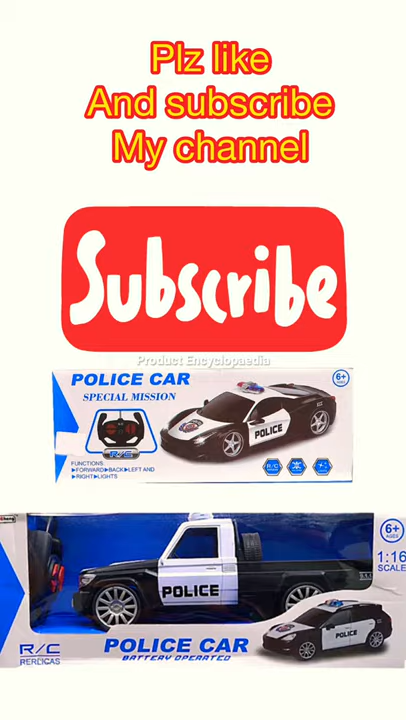 Plz like
And subscribe
My channel
Subscribe
Product Encyclopaedia
POLICE CAR
SPECIAL MISSION
6+
POLICE
R/C
FUNCTIONS:
▶FORWARD▶BACK▶LEFT AND
▶RIGHT▶LIGHTS
R/C
6+
AGES
1:16
SCALE
POLICE
POLICE
R/C
REPLICAS
POLICE CAR
BATTERY OPERATED